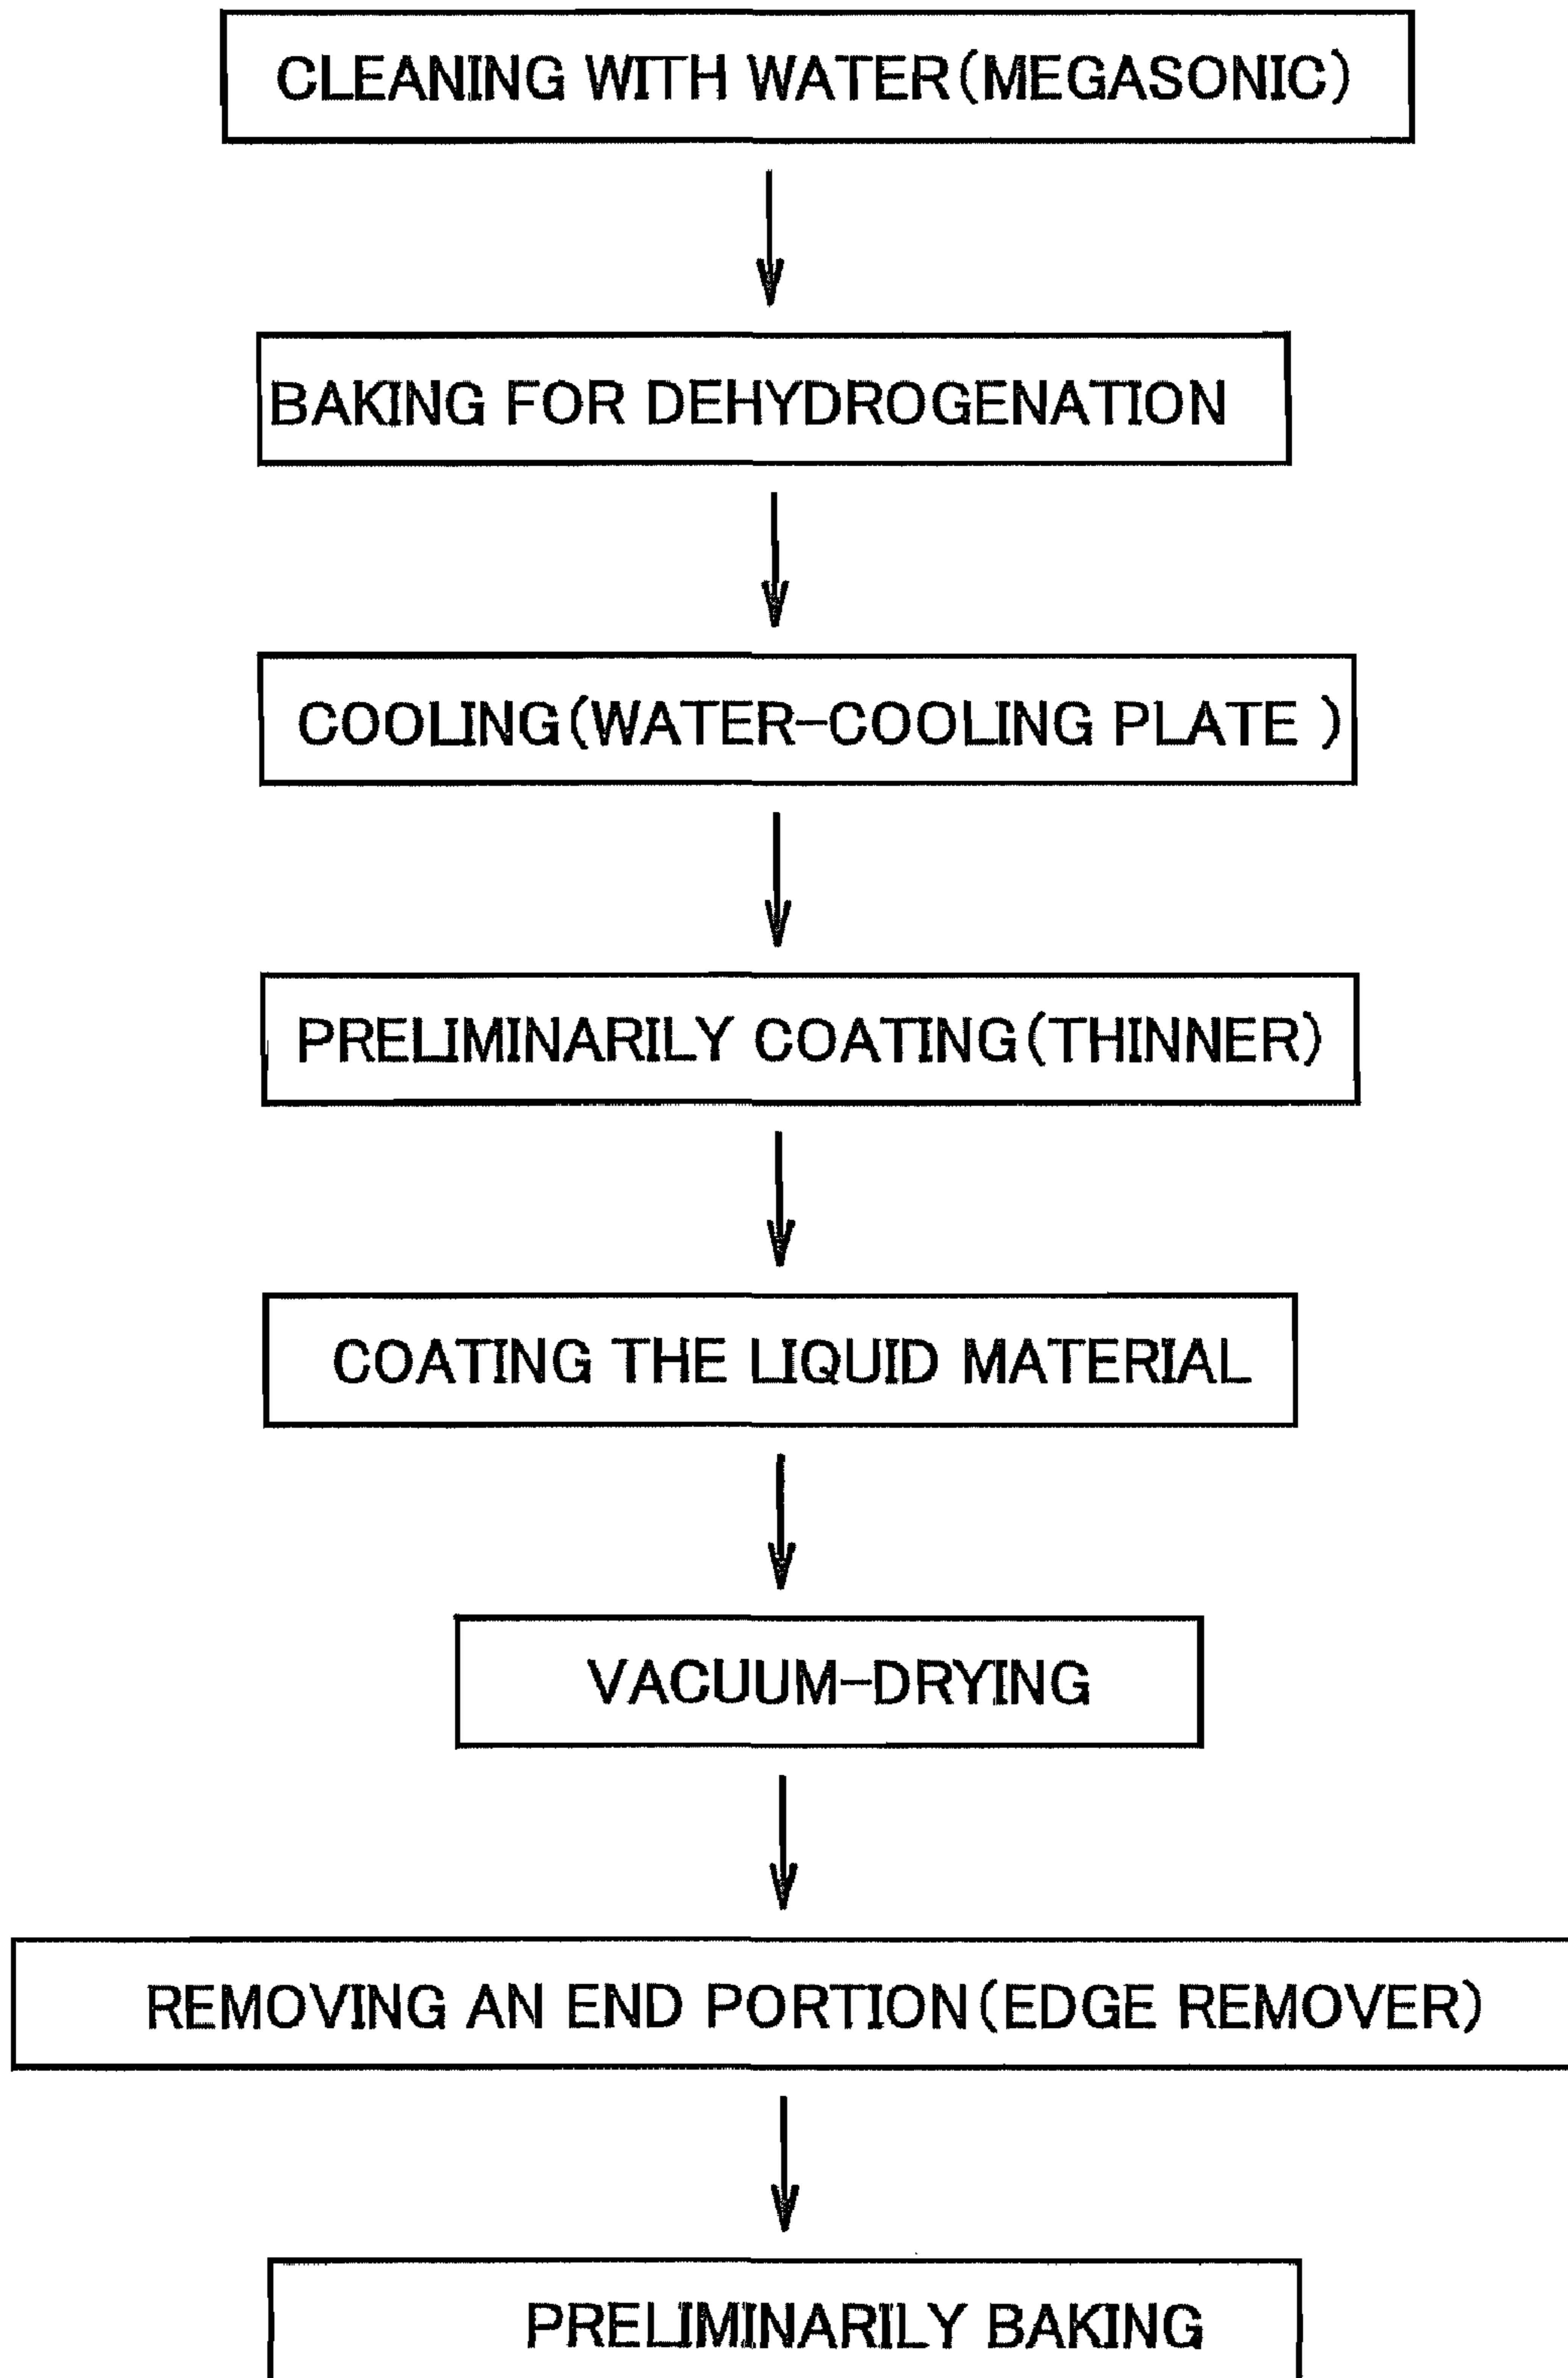 CLEANING WITH WATER(MEGASONIC)
BAKING FOR DEHYDROGENATION
COOLING(WATER-COOLING PLATE )
PRELIMINARILY COATING(THINNER)
COATING THE LIQUID MATERIAL
VACUUM-DRYING
REMOVING AN END PORTION(EDGE REMOVER)
PRELIMINARILY BAKING